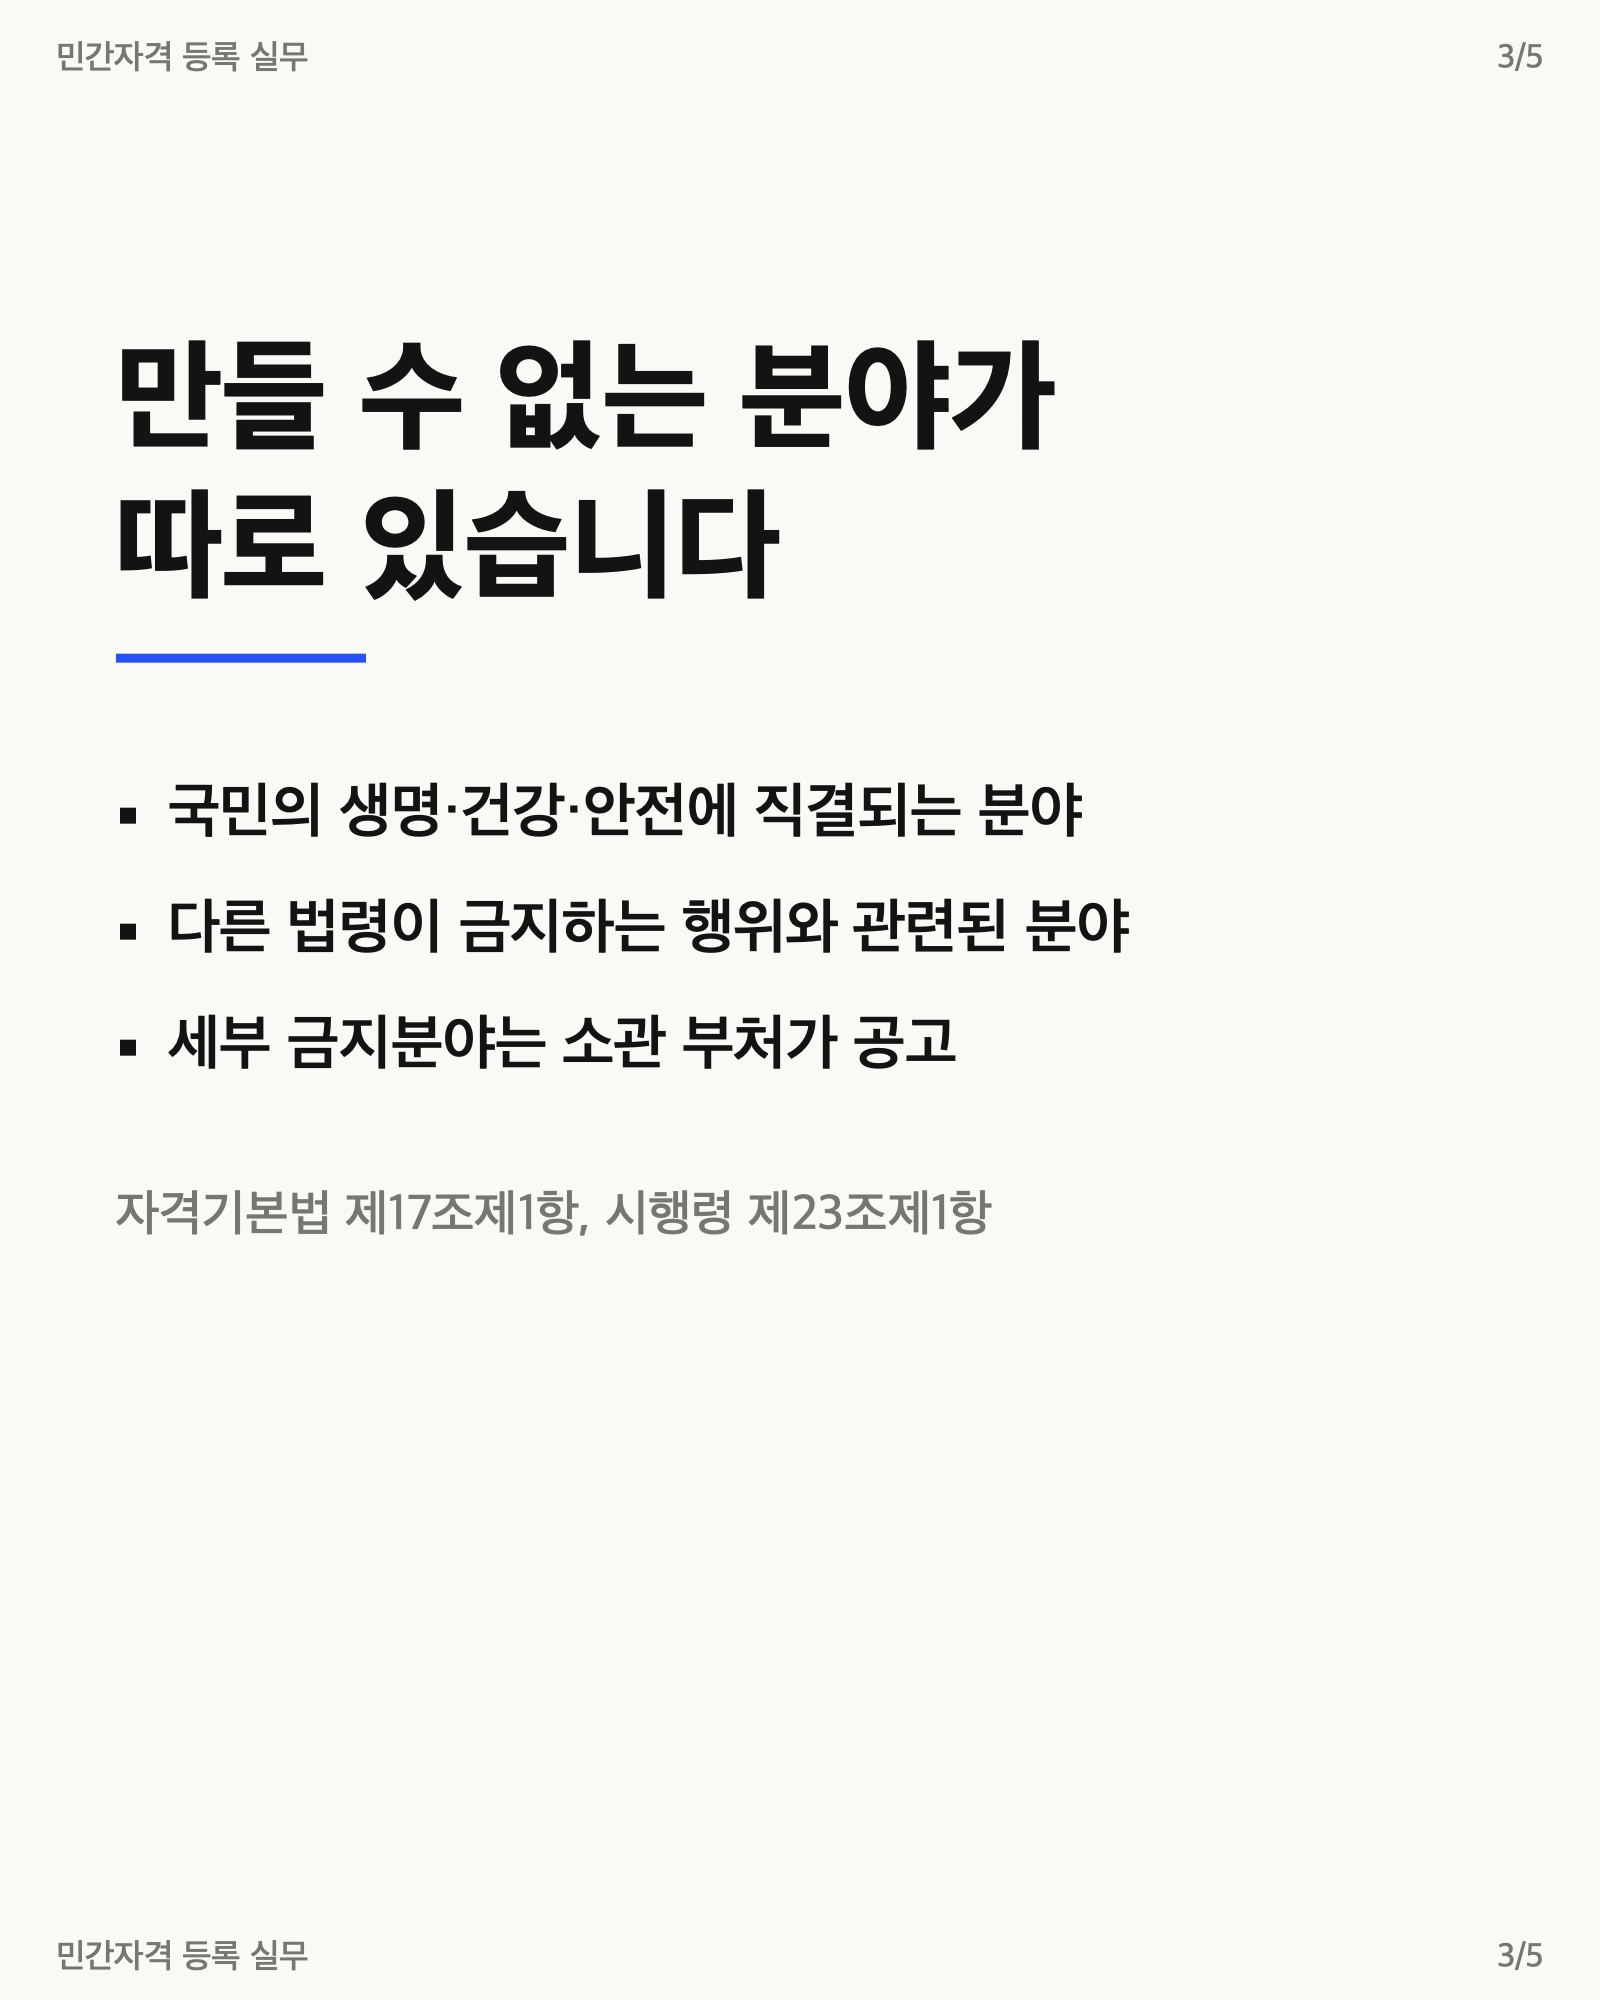 민간자격 등록 실무
3/5
만들 수 없는 분야가
따로 있습니다
▪ 국민의 생명·건강·안전에 직결되는 분야
▪ 다른 법령이 금지하는 행위와 관련된 분야
▪ 세부 금지분야는 소관 부처가 공고
자격기본법 제17조제1항, 시행령 제23조제1항
민간자격 등록 실무
3/5